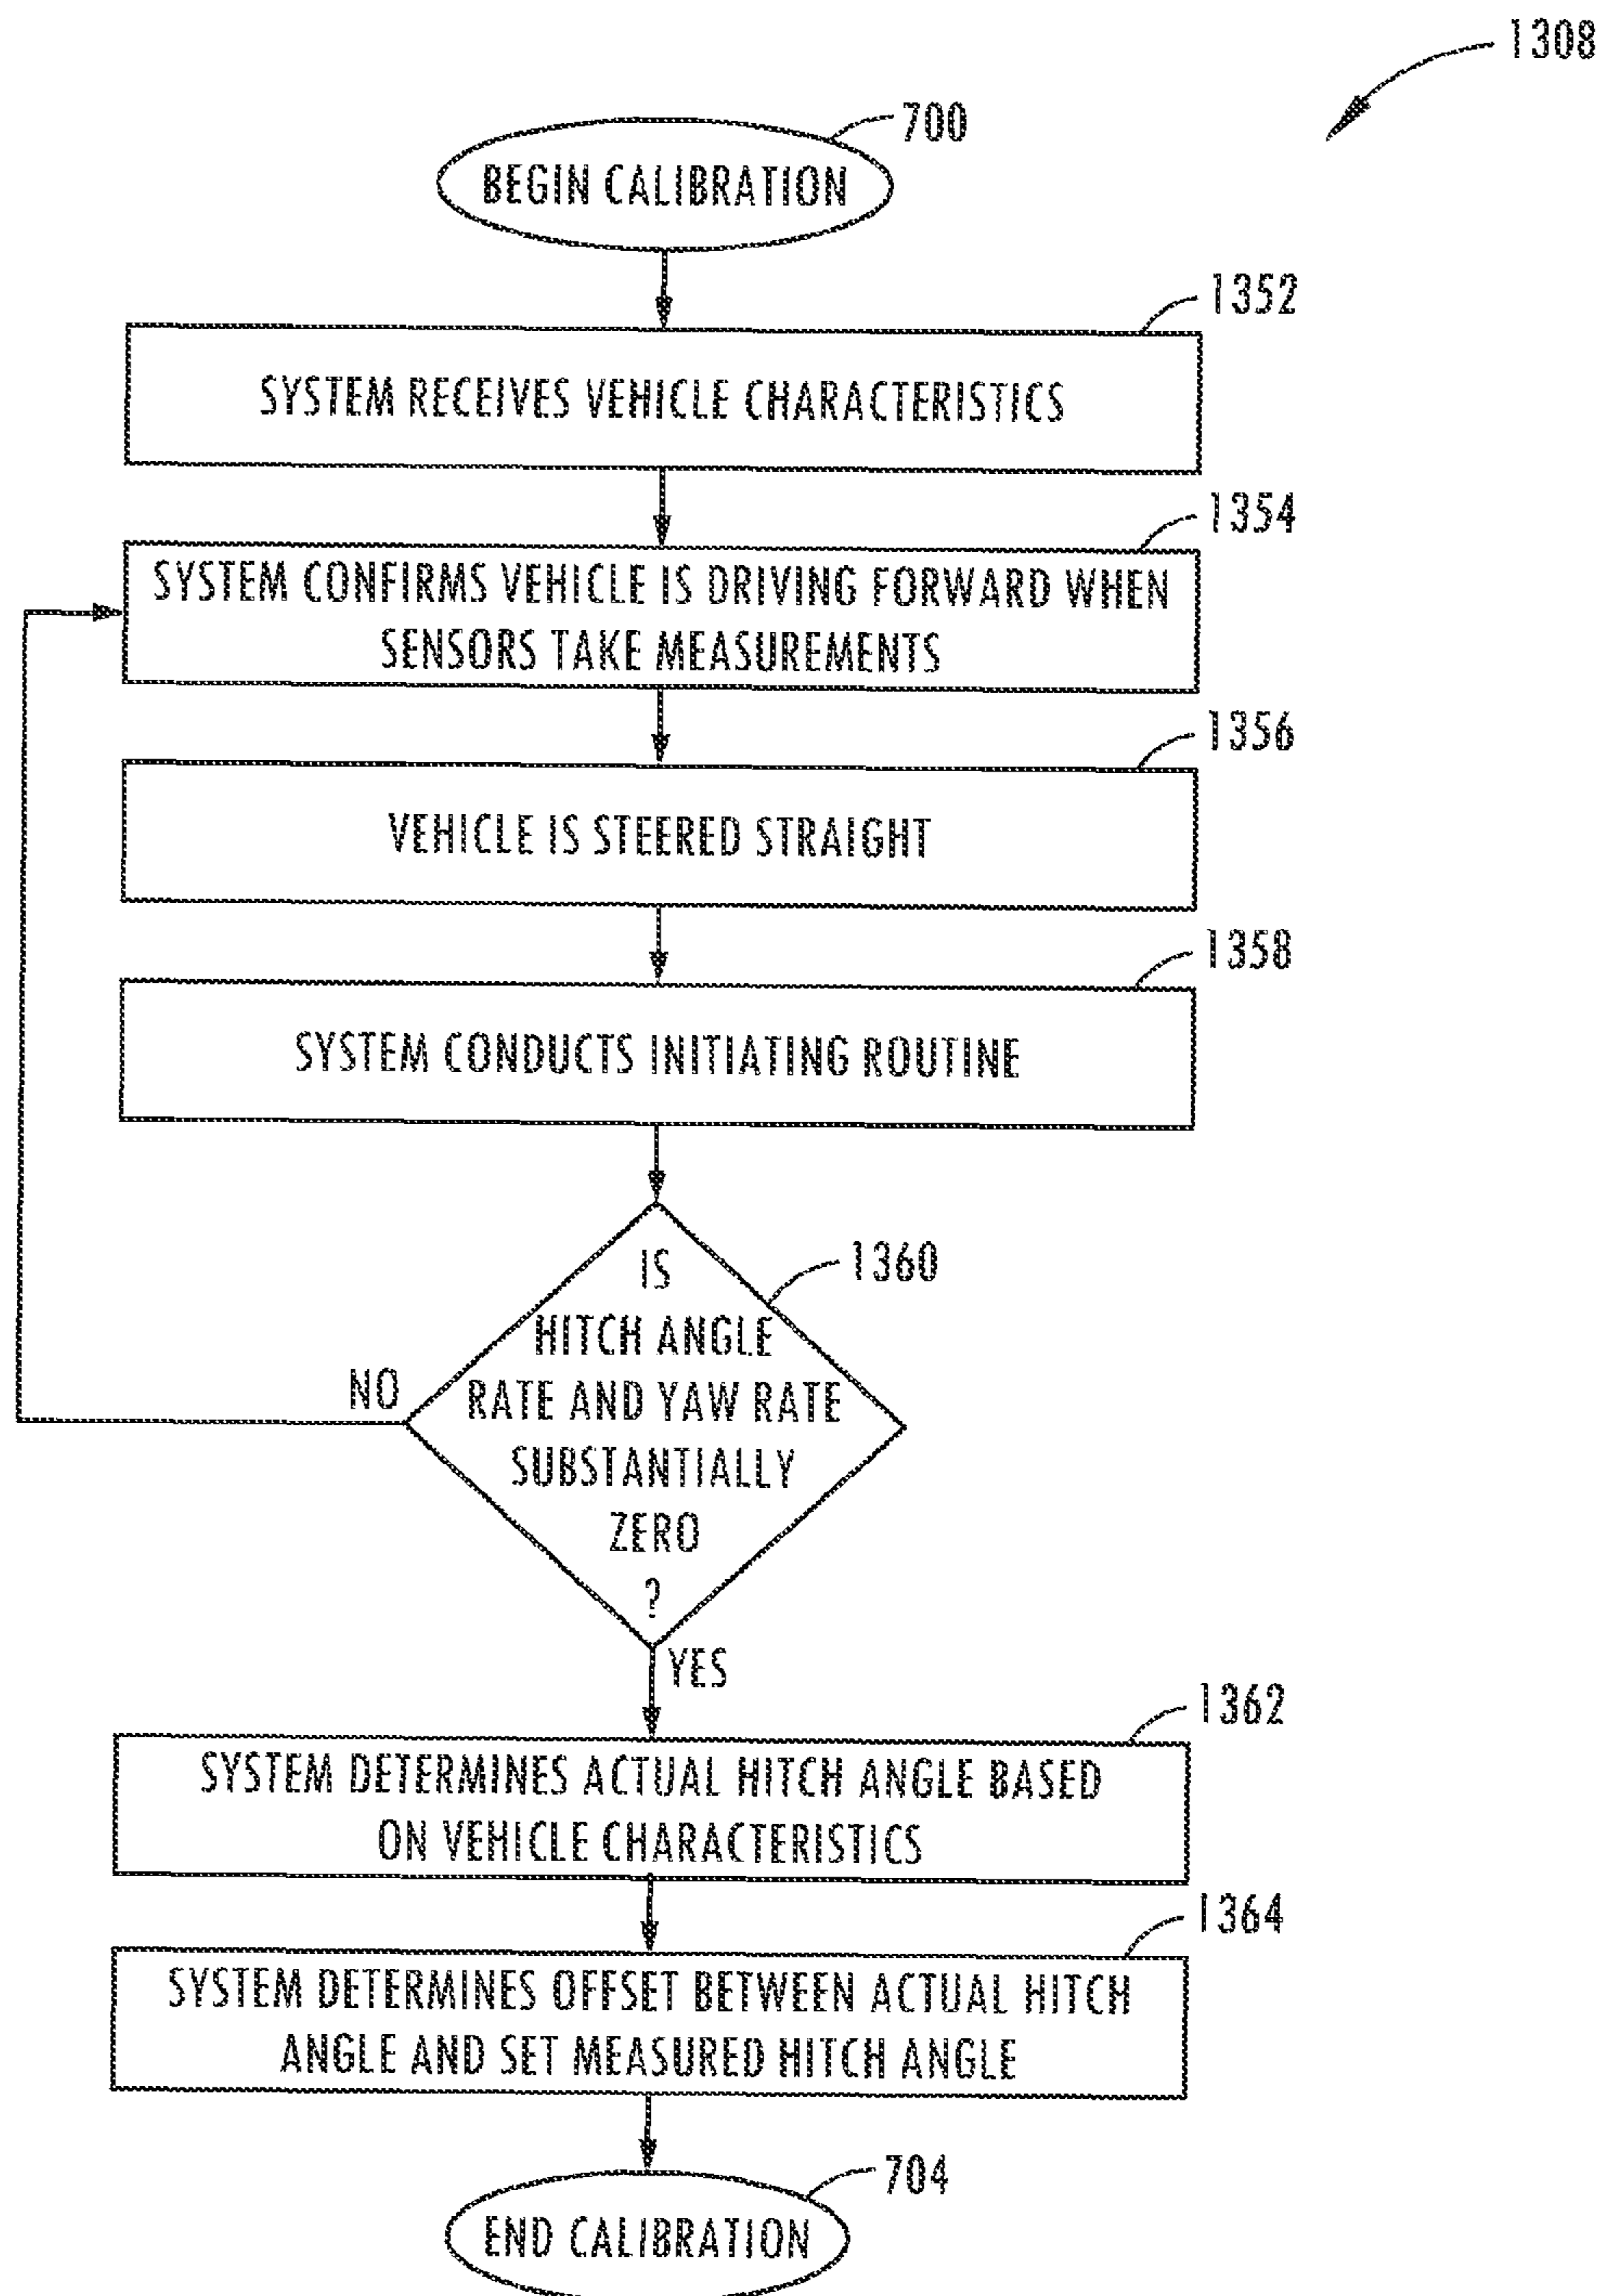 1308
700
BEGIN CALIBRATION
1352
SYSTEM RECEIVES VEHICLE CHARACTERISTICS
1354
SYSTEM CONFIRMS VEHICLE IS DRIVING FORWARD WHEN
SENSORS TAKE MEASUREMENTS
1356
VEHICLE IS STEERED STRAIGHT
1358
SYSTEM CONDUCTS INITIATING ROUTINE
1360
IS
HITCH ANGLE
RATE AND YAW RATE
SUBSTANTIALLY
ZERO
?
NO
YES
1362
SYSTEM DETERMINES ACTUAL HITCH ANGLE BASED
ON VEHICLE CHARACTERISTICS
1364
SYSTEM DETERMINES OFFSET BETWEEN ACTUAL HITCH
ANGLE AND SET MEASURED HITCH ANGLE
704
END CALIBRATION